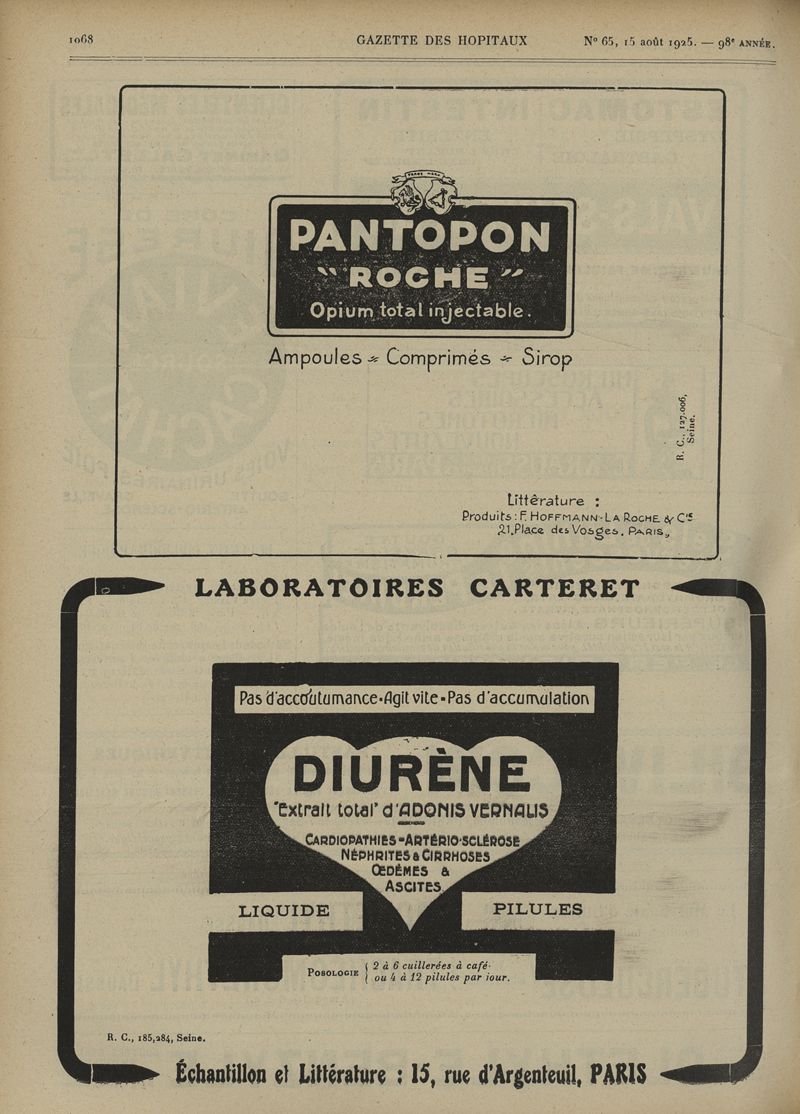 1068 GAZETTE DES HOPITAUX N° 65, 15 août 1925. — 98e ANNÉE.
PANTOPON
"ROCHE"
Opium total injectable.
Ampoules - Comprimés - Sirop
R. C., 127.006,
Seine.
Littérature :
Produits : F. HOFFMANN-LA ROCHE & Cie
21, Place des Vosges, PARIS,
LABORATOIRES CARTERET
Pas d'accoutumance-Agit vite-Pas d'accumulation
DIURÈNE
"Extrait total" d'ADONIS VERNALIS
CARDIOPATHIES-ARTÉRIO-SCLÉROSE
NÉPHRITES & CIRRHOSES
ŒDÈMES &
ASCITES
LIQUIDE PILULES
POSOLOGIE { 2 à 6 cuillerées à café
ou 4 à 12 pilules par jour.
R. C., 185,284, Seine.
Échantillon et Littérature : 15, rue d'Argenteuil, PARIS